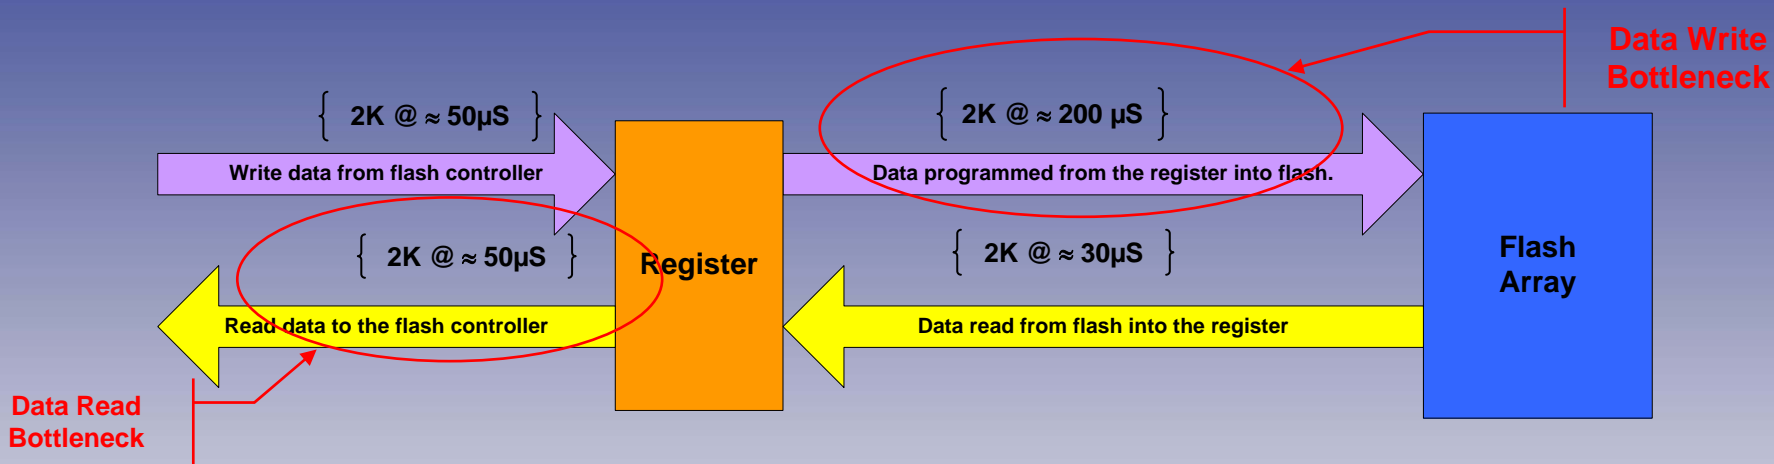 Data Write
Bottleneck
{ 2K @ ≈ 50µS }
{ 2K @ ≈ 200 µS }
Write data from flash controller
Data programmed from the register into flash.
{ 2K @ ≈ 50µS }
{ 2K @ ≈ 30µS }
Register
Flash
Array
Read data to the flash controller
Data read from flash into the register
Data Read
Bottleneck